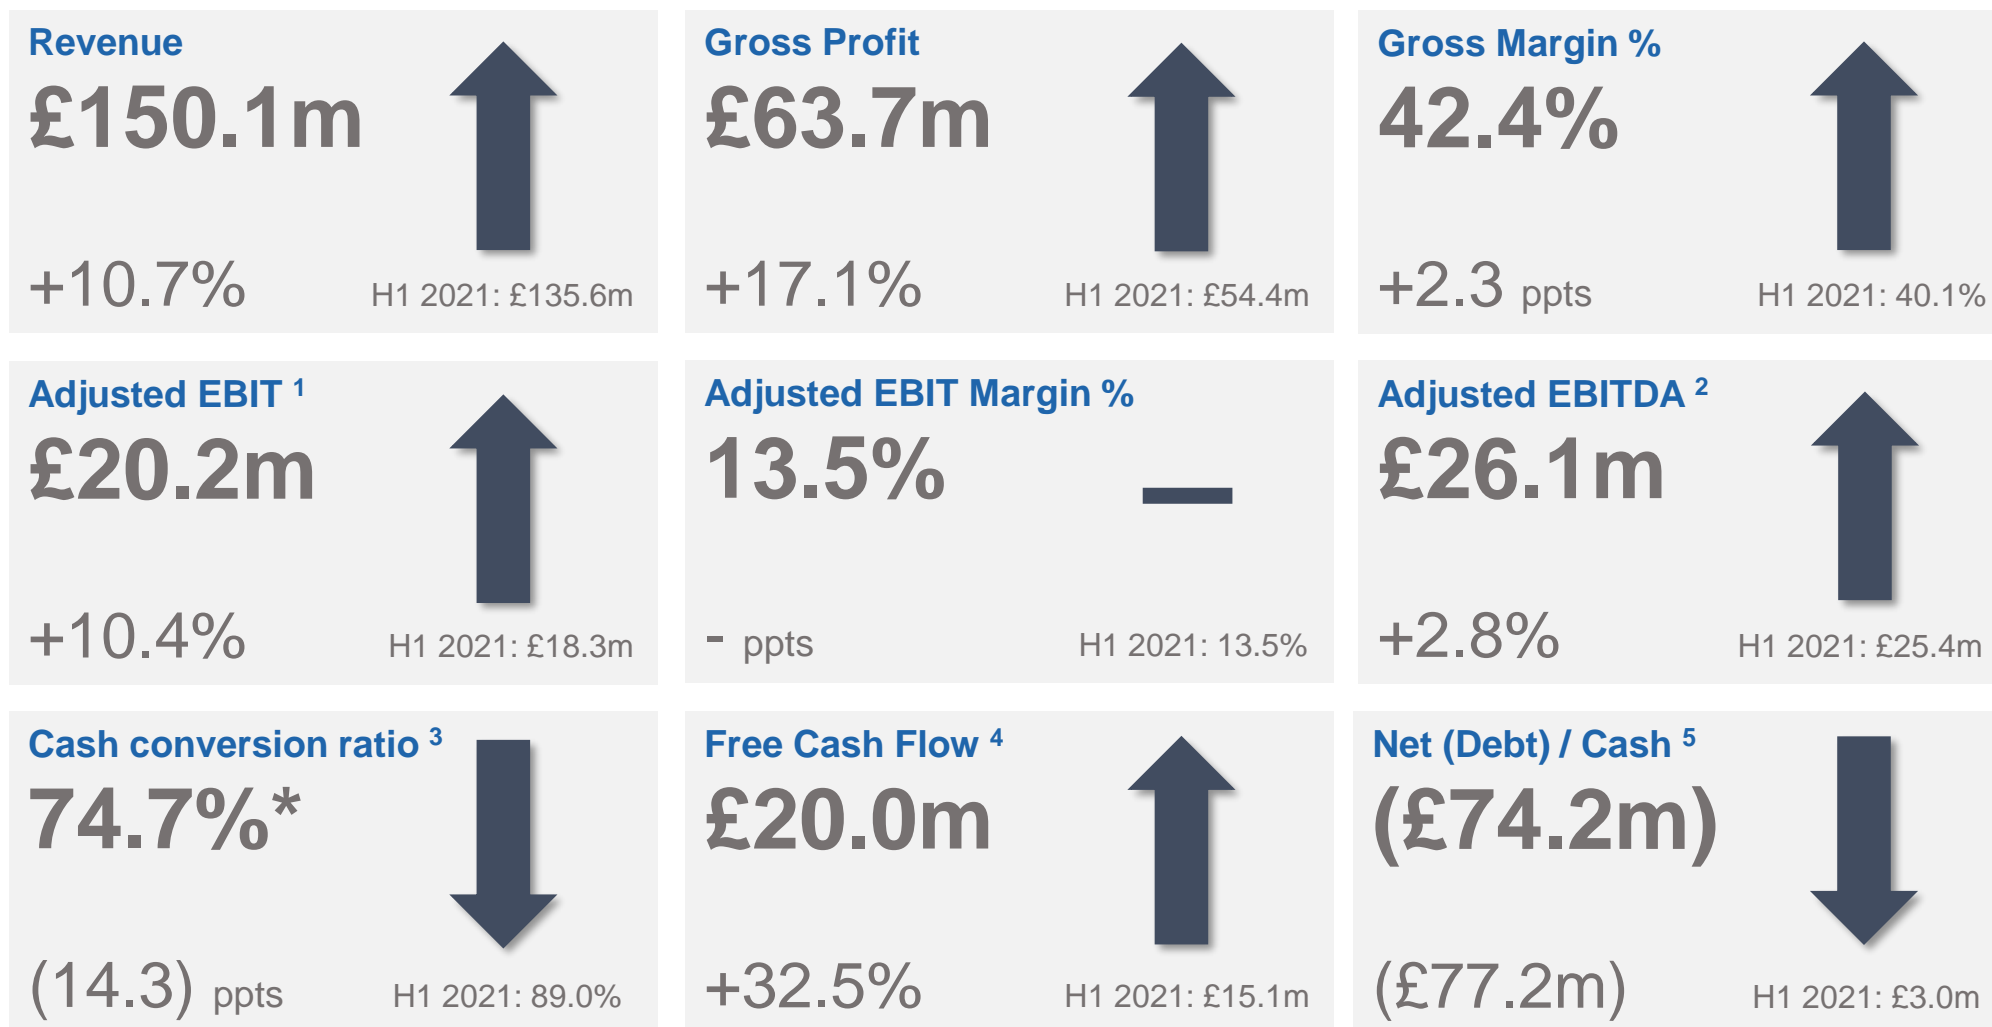 Revenue
£150.1m
+10.7%
H1 2021: £135.6m
Gross Profit
£63.7m
+17.1%
H1 2021: £54.4m
Gross Margin %
42.4%
+2.3 ppts
H1 2021: 40.1%
Adjusted EBIT 1
£20.2m
+10.4%
H1 2021: £18.3m
Adjusted EBIT Margin %
13.5%
- ppts
H1 2021: 13.5%
Adjusted EBITDA 2
£26.1m
+2.8%
H1 2021: £25.4m
Cash conversion ratio 3
74.7%*
(14.3) ppts
H1 2021: 89.0%
Free Cash Flow 4
£20.0m
+32.5%
H1 2021: £15.1m
Net (Debt) / Cash 5
(£74.2m)
(£77.2m)
H1 2021: £3.0m